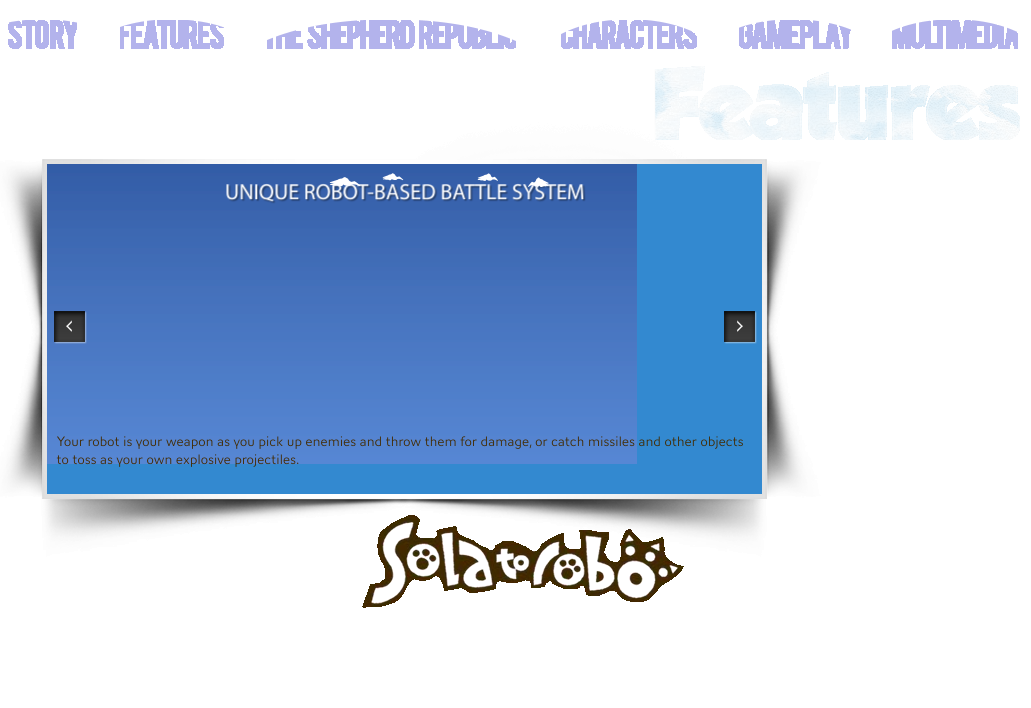 STORY FEATURES THE SHEPHERD REPUBLIC CHARACTERS GAMEPLAY MULTIMEDIA
Features
UNIQUE ROBOT-BASED BATTLE SYSTEM
Your robot is your weapon as you pick up enemies and throw them for damage, or catch missiles and other objects
to toss as your own explosive projectiles.
Solatorobo